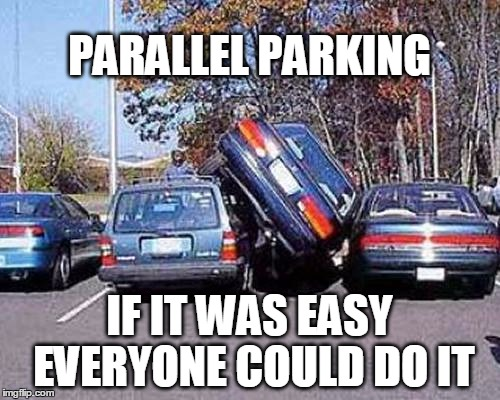 PARALLEL PARKING
IF IT WAS EASY
EVERYONE COULD DO IT
imgflip.com